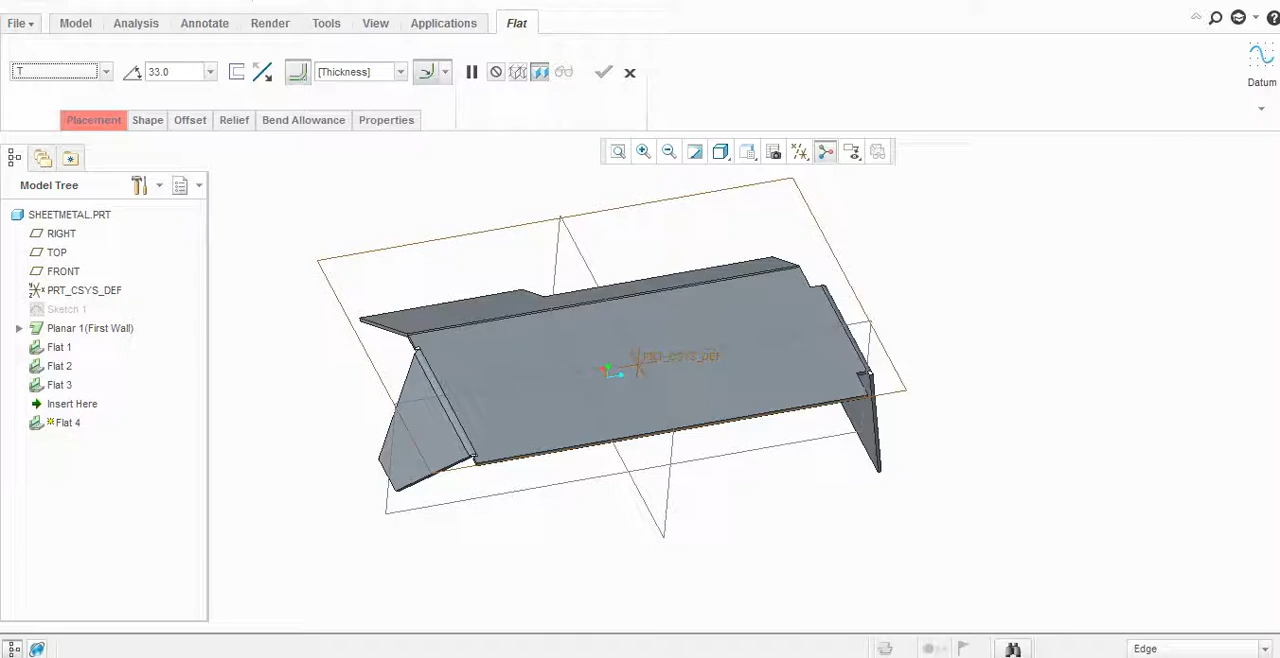 File Model Analysis Annotate Render Tools View Applications Flat
T 33.0 [Thickness]
Datum
Placement Shape Offset Relief Bend Allowance Properties
Model Tree
SHEETMETAL.PRT
RIGHT
TOP
FRONT
PRT_CSYS_DEF
Sketch 1
Planar 1(First Wall)
Flat 1
Flat 2
Flat 3
Insert Here
Flat 4
PRT_CSYS_DEF
Edge